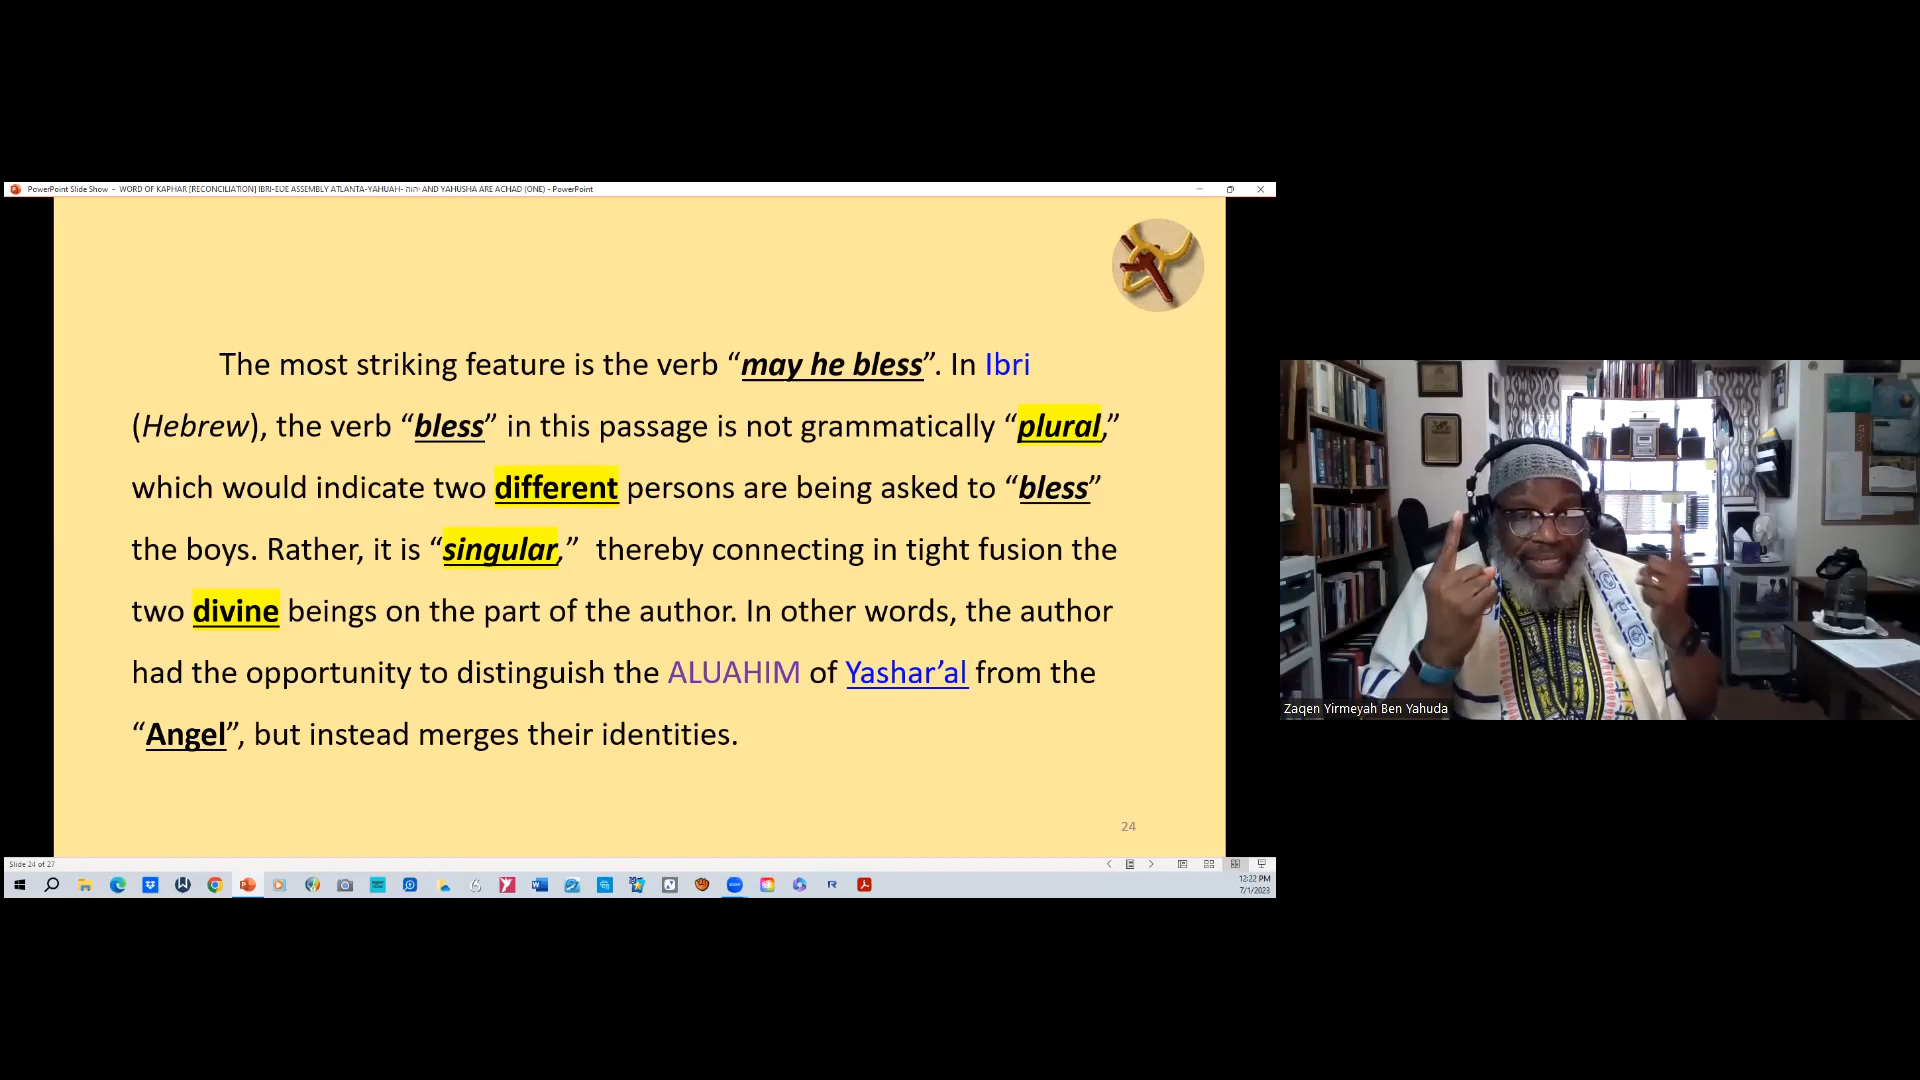 PowerPoint Slide Show - WORD OF KAPHAR [RECONCILIATION] IBRI-EDE ASSEMBLY ATLANTA-YAHUAH- יהוה AND YAHUSHA ARE ACHAD (ONE) - PowerPoint
The most striking feature is the verb “may he bless”. In Ibri
(Hebrew), the verb “bless” in this passage is not grammatically “plural,”
which would indicate two different persons are being asked to “bless”
the boys. Rather, it is “singular,” thereby connecting in tight fusion the
two divine beings on the part of the author. In other words, the author
had the opportunity to distinguish the ALUAHIM of Yashar’al from the
“Angel”, but instead merges their identities.
24
Slide 24 of 27
12:22 PM
7/1/2023
Zaqen Yirmeyah Ben Yahuda